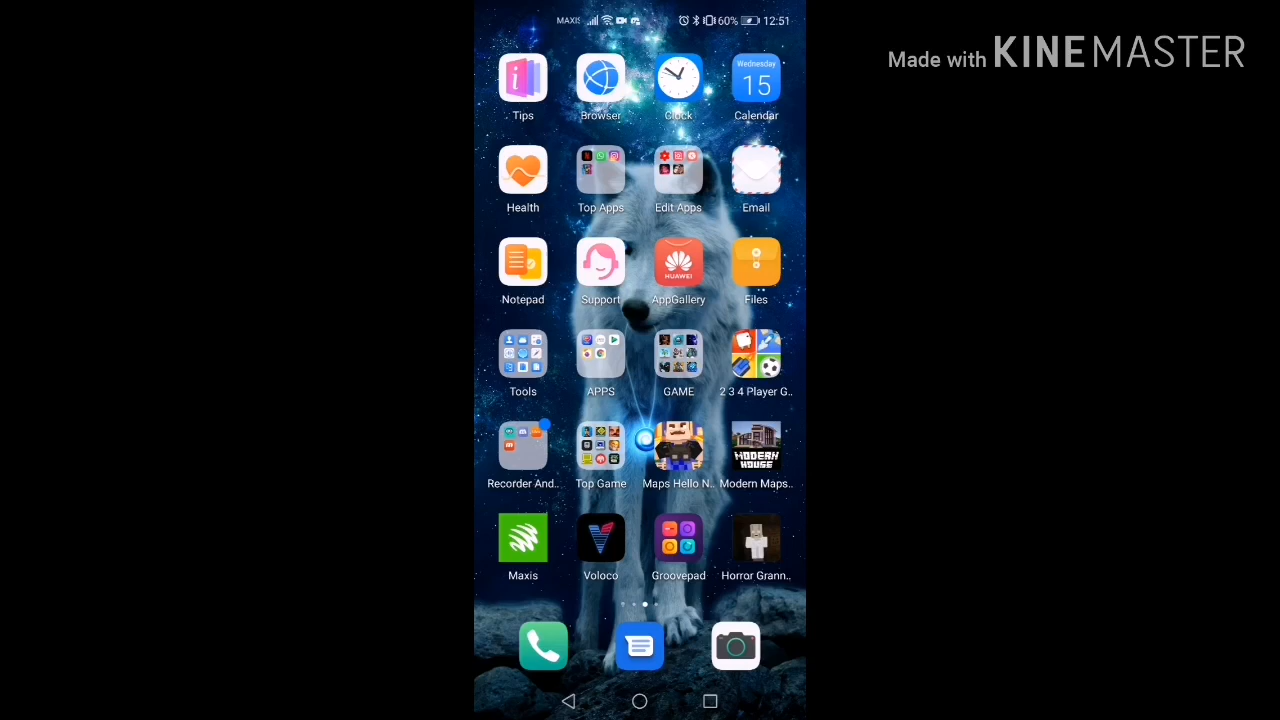 MAXIS 60% 12:51
Made with KINEMASTER
Wednesday
15
Tips Browser Clock Calendar
Health Top Apps Edit Apps Email
HUAWEI
Notepad Support AppGallery Files
Tools APPS GAME 2 3 4 Player G..
MODERN
HOUSE
Recorder And.. Top Game Maps Hello N.. Modern Maps..
Maxis Voloco Groovepad Horror Grann..